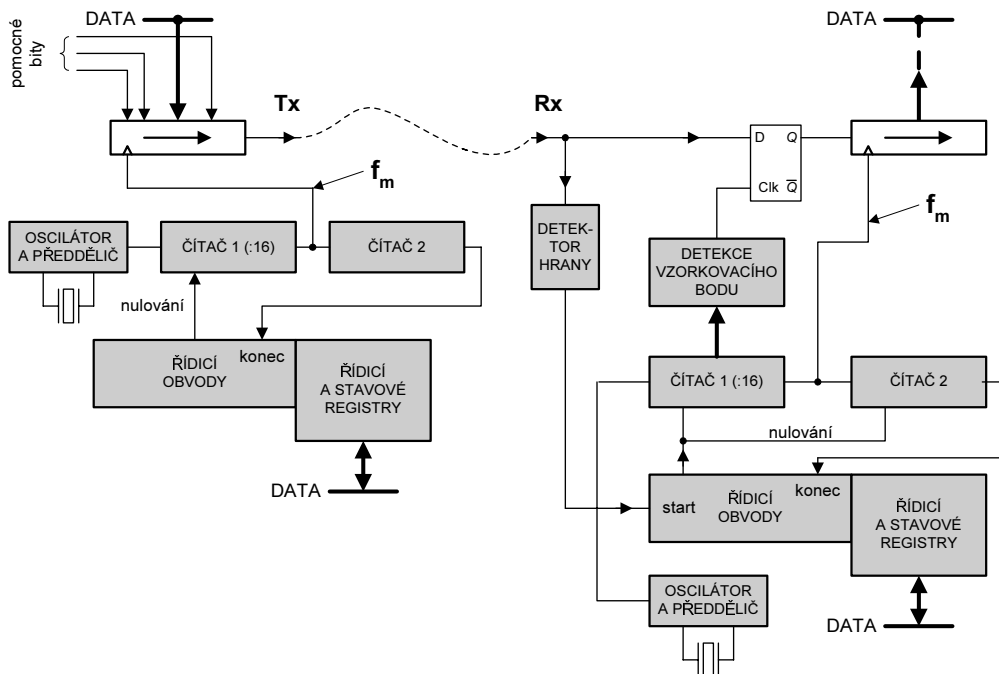 DATA
pomocné
bity
Tx
f_m
OSCILÁTOR
A PŘEDDĚLIČ
ČÍTAČ 1 (:16)
ČÍTAČ 2
nulování
konec
ŘÍDICÍ
OBVODY
ŘÍDICÍ
A STAVOVÉ
REGISTRY
DATA
DATA
Rx
D Q
Clk Q̅
f_m
DETEK-
TOR
HRANY
DETEKCE
VZORKOVACÍHO
BODU
ČÍTAČ 1 (:16)
ČÍTAČ 2
nulování
konec
start
ŘÍDICÍ
OBVODY
ŘÍDICÍ
A STAVOVÉ
REGISTRY
OSCILÁTOR
A PŘEDDĚLIČ
DATA